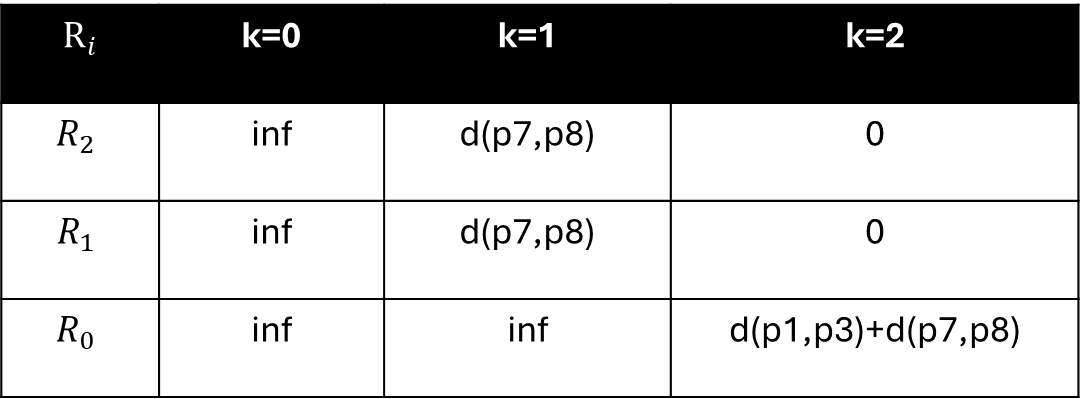 R𝑖 k=0 k=1 k=2
𝑅2 inf d(p7,p8) 0
𝑅1 inf d(p7,p8) 0
𝑅0 inf inf d(p1,p3)+d(p7,p8)